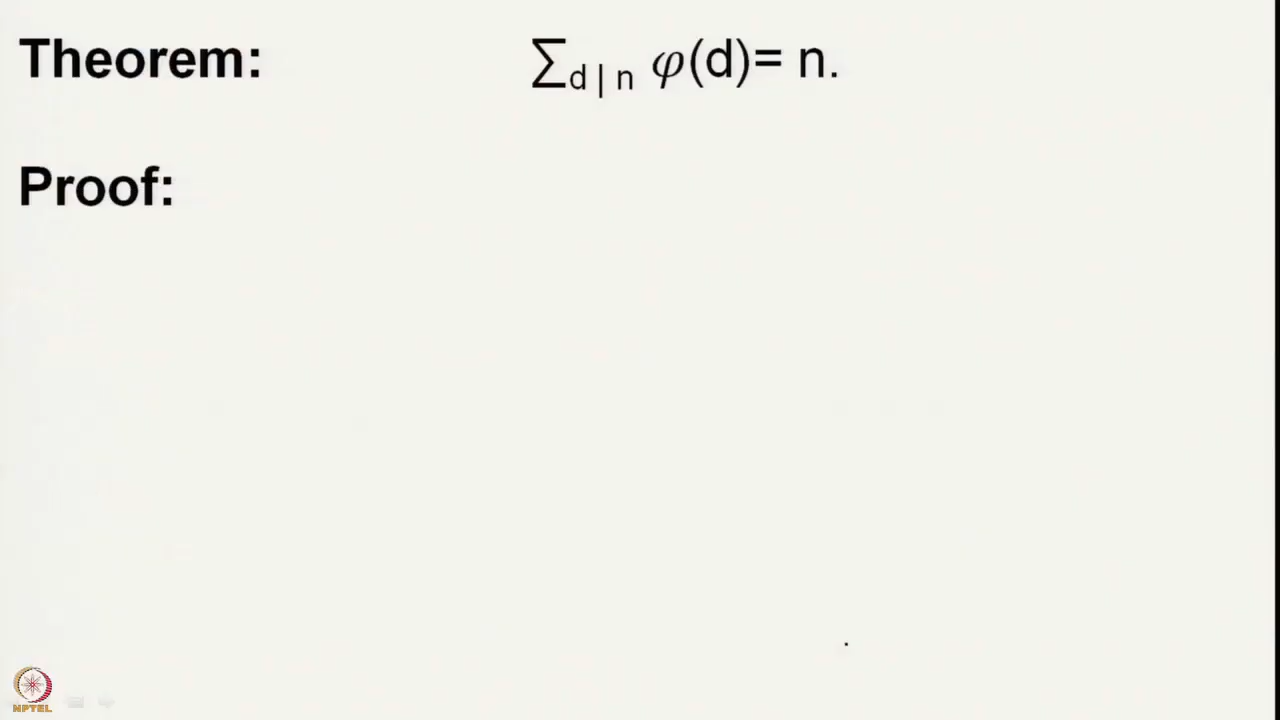 Theorem: ∑d | n φ(d)= n.
Proof:
NPTEL